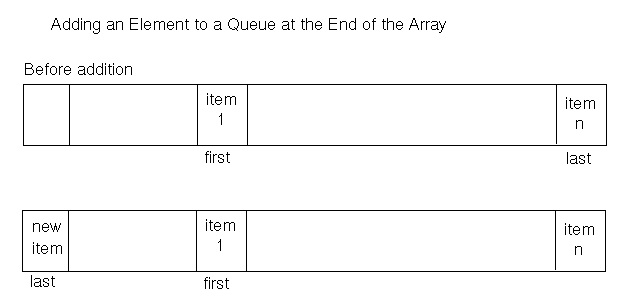 Adding an Element to a Queue at the End of the Array
Before addition
item
1
item
n
first
last
new
item
item
1
item
n
last
first